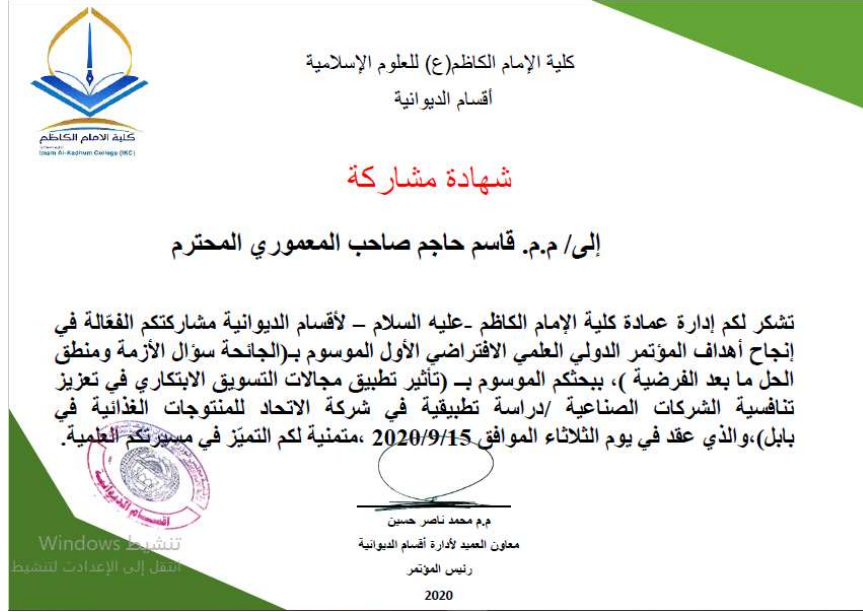 كلية الامام الكاظم
Imam Al-Kadhum College (IKC)
كلية الإمام الكاظم(ع) للعلوم الإسلامية
أقسام الديوانية
شهادة مشاركة
إلى/ م.م. قاسم حاجم صاحب المعموري المحترم
تشكر لكم إدارة عمادة كلية الإمام الكاظم -عليه السلام – لأقسام الديوانية مشاركتكم الفعّالة في
إنجاح أهداف المؤتمر الدولي العلمي الافتراضي الأول الموسوم بـ(الجائحة سؤال الأزمة ومنطق
الحل ما بعد الفرضية )، ببحثكم الموسوم بــ (تأثير تطبيق مجالات التسويق الابتكاري في تعزيز
تنافسية الشركات الصناعية /دراسة تطبيقية في شركة الاتحاد للمنتوجات الغذائية في
بابل)،والذي عقد في يوم الثلاثاء الموافق 2020/9/15 ،متمنية لكم التميّز في مسيرتكم العلمية.
م.م محمد ناصر حسين
معاون العميد لأدارة أقسام الديوانية
رئيس المؤتمر
2020
اقسام الديوانية
تنشيط Windows
انتقل إلى الإعدادت لتنشيط